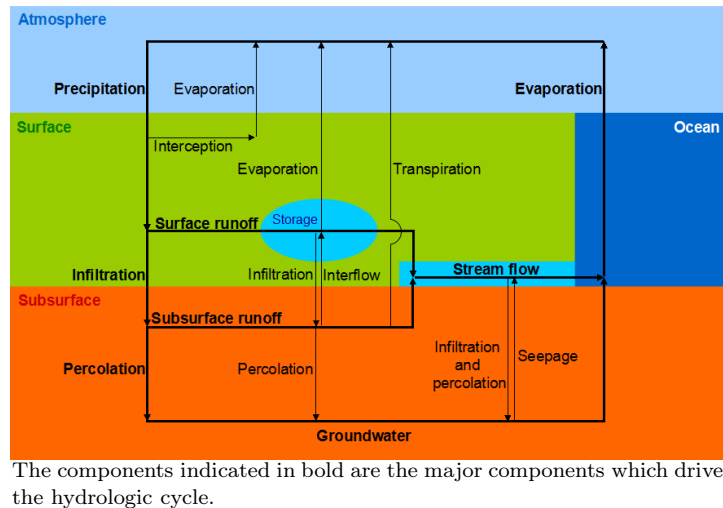 Atmosphere
Precipitation
Evaporation
Evaporation
Surface
Ocean
Interception
Evaporation
Transpiration
Surface runoff
Storage
Infiltration
Infiltration
Interflow
Stream flow
Subsurface
Subsurface runoff
Percolation
Percolation
Infiltration
and
percolation
Seepage
Groundwater
The components indicated in bold are the major components which drive
the hydrologic cycle.